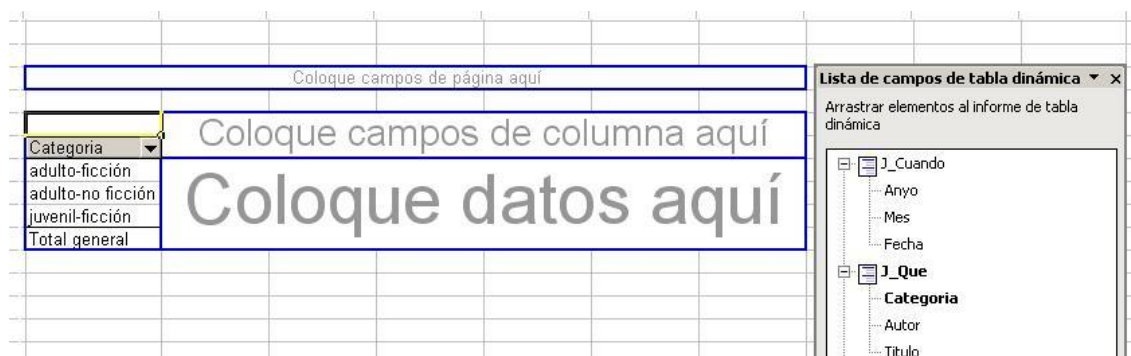 Coloque campos de página aquí
Coloque campos de columna aquí
Categoria
adulto-ficción
adulto-no ficción
juvenil-ficción
Total general
Coloque datos aquí
Lista de campos de tabla dinámica
Arrastrar elementos al informe de tabla
dinámica
J_Cuando
Anyo
Mes
Fecha
J_Que
Categoria
Autor
Titulo